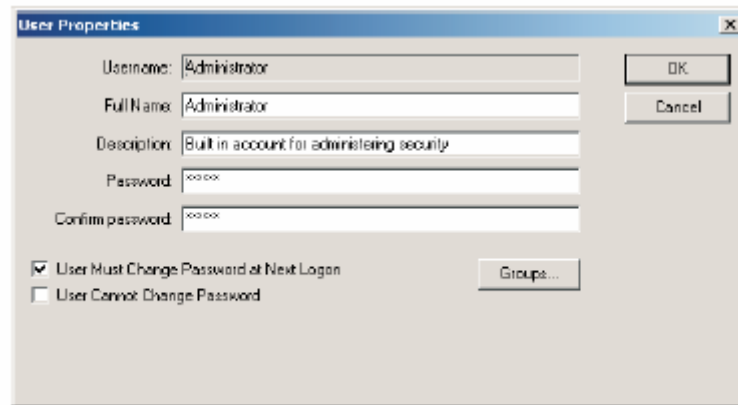 User Properties
Username: Administrator
OK
Full Name: Administrator
Cancel
Description: Built in account for administering security
Password: ****
Confirm password: ****
User Must Change Password at Next Logon
Groups...
User Cannot Change Password